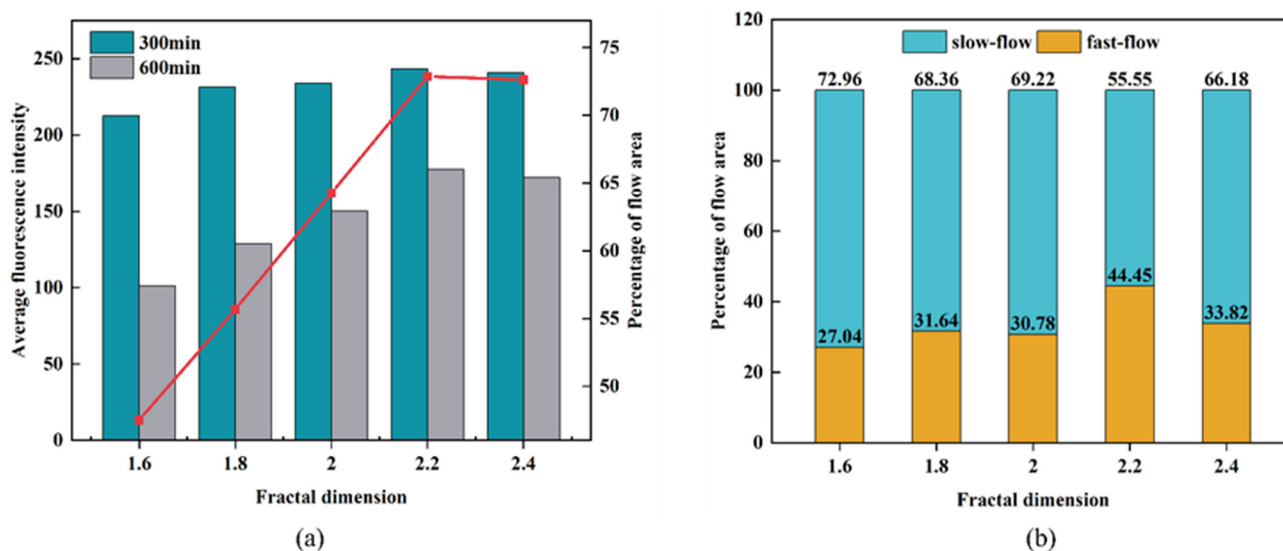 300min
600min
Average fluorescence intensity
250
200
150
100
50
0
75
70
65
60
55
50
Percentage of flow area
1.6 1.8 2 2.2 2.4
Fractal dimension
(a)
slow-flow fast-flow
Percentage of flow area
120
100
80
60
40
20
0
72.96 68.36 69.22 55.55 66.18
27.04 31.64 30.78 44.45 33.82
1.6 1.8 2 2.2 2.4
Fractal dimension
(b)